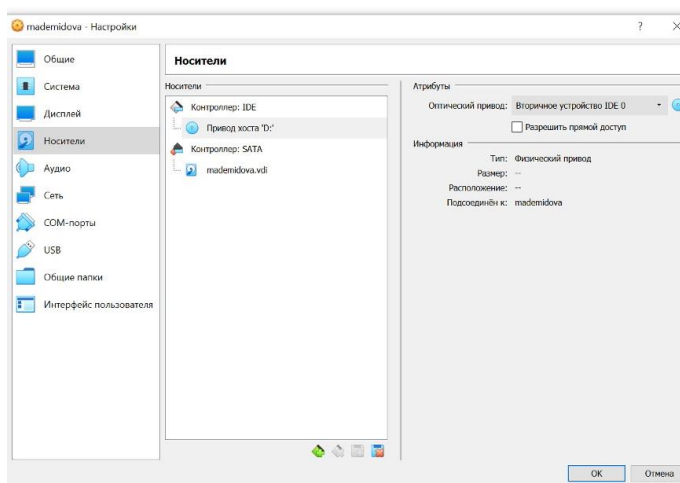 mademidova - Настройки
?
Общие
Система
Дисплей
Носители
Аудио
Сеть
COM-порты
USB
Общие папки
Интерфейс пользователя
Носители
Носители
Контроллер: IDE
Привод хоста 'D:'
Контроллер: SATA
mademidova.vdi
Атрибуты
Оптический привод: Вторичное устройство IDE 0
Разрешить прямой доступ
Информация
Тип: Физический привод
Размер: --
Расположение: --
Подсоединён к: mademidova
OK Отмена